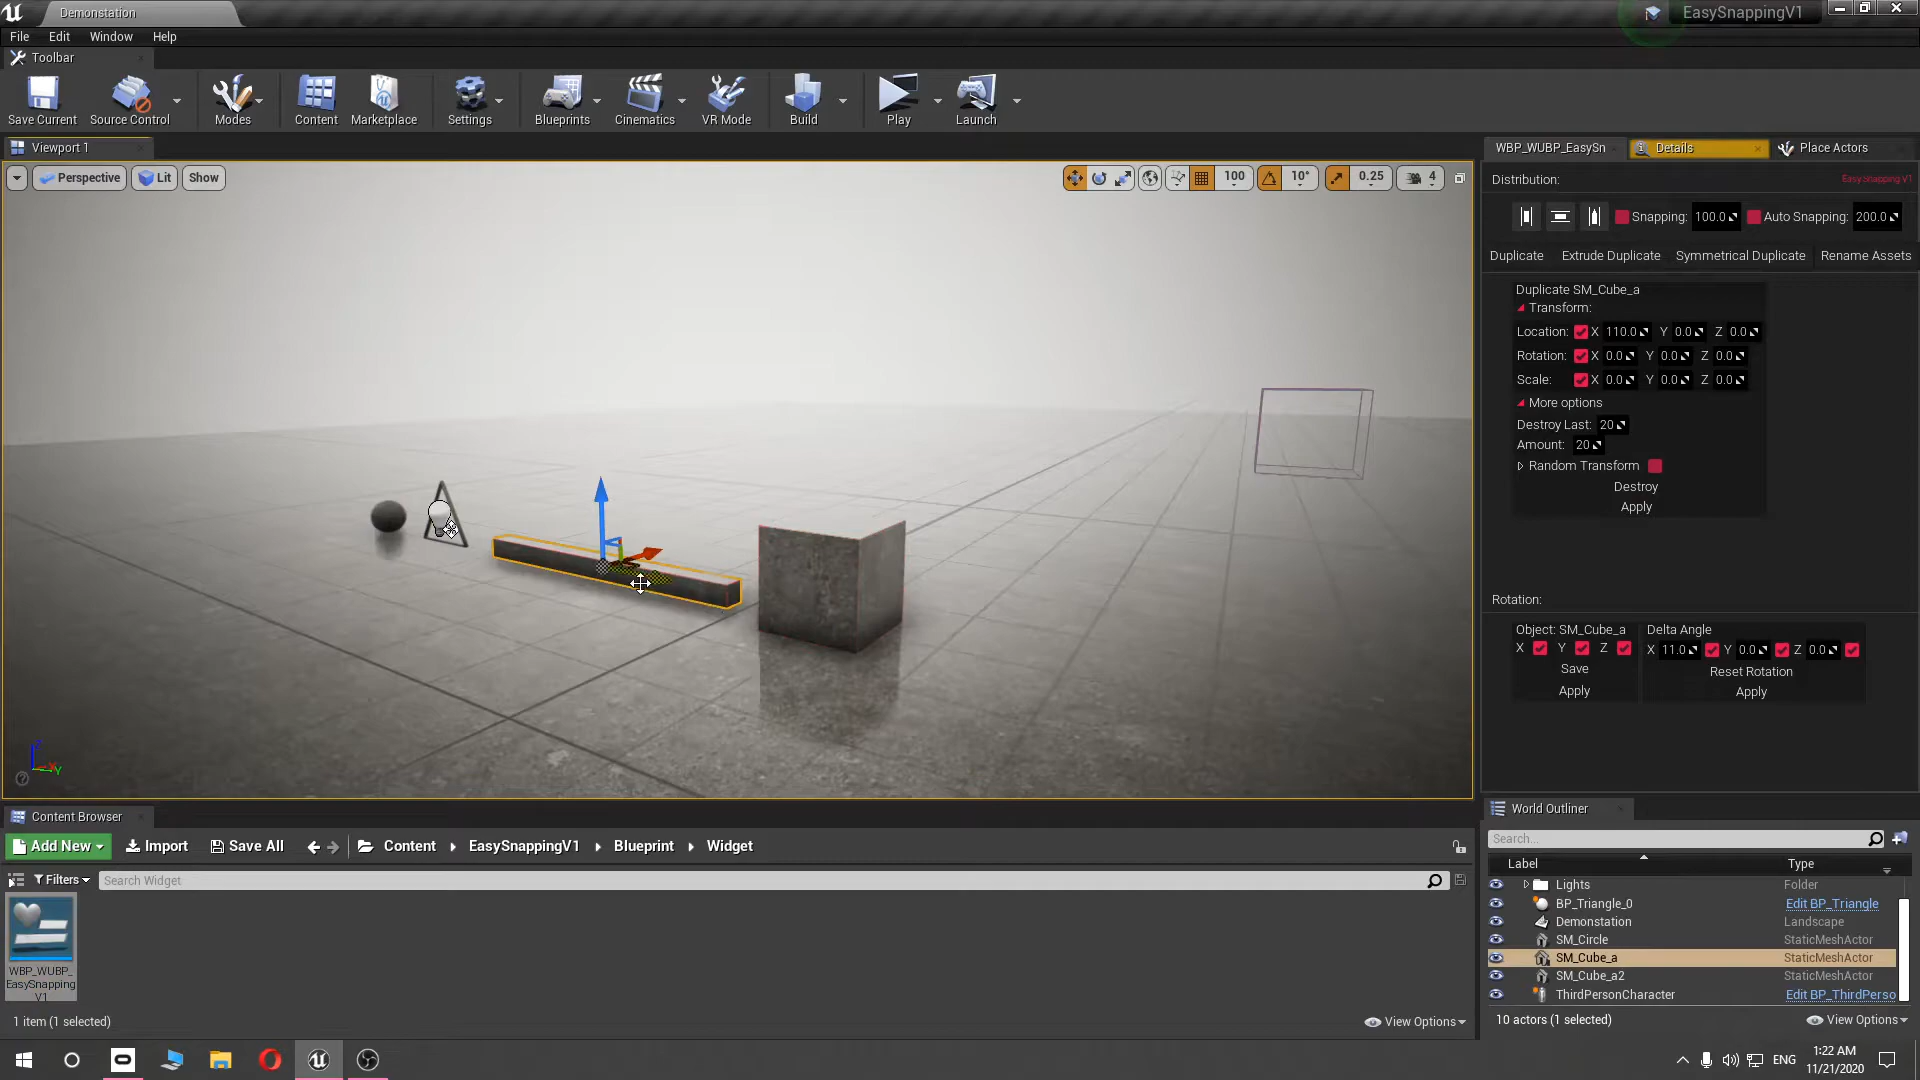 Demonstation
EasySnappingV1
File Edit Window Help
Toolbar
Save Current Source Control Modes Content Marketplace Settings Blueprints Cinematics VR Mode Build Play Launch
Viewport 1
WBP_WUBP_EasySn Details Place Actors
Perspective Lit Show
100 10° 0.25 4
Distribution: Easy snapping V1
Snapping: 100.0 Auto Snapping: 200.0
Duplicate Extrude Duplicate Symmetrical Duplicate Rename Assets
Duplicate SM_Cube_a
Transform:
Location: X 110.0 Y 0.0 Z 0.0
Rotation: X 0.0 Y 0.0 Z 0.0
Scale: X 0.0 Y 0.0 Z 0.0
More options
Destroy Last: 20
Amount: 20
Random Transform
Destroy
Apply
Rotation:
Object: SM_Cube_a Delta Angle
X Y Z X 11.0 Y 0.0 Z 0.0
Save Reset Rotation
Apply Apply
Z
Y
Content Browser
Add New Import Save All Content EasySnappingV1 Blueprint Widget
Filters Search Widget
WBP_WUBP_
EasySnapping
V1
1 item (1 selected) View Options
World Outliner
Search...
Label Type
Lights Folder
BP_Triangle_0 Edit BP_Triangle
Demonstation Landscape
SM_Circle StaticMeshActor
SM_Cube_a StaticMeshActor
SM_Cube_a2 StaticMeshActor
ThirdPersonCharacter Edit BP_ThirdPerso
10 actors (1 selected) View Options
ENG
1:22 AM
11/21/2020